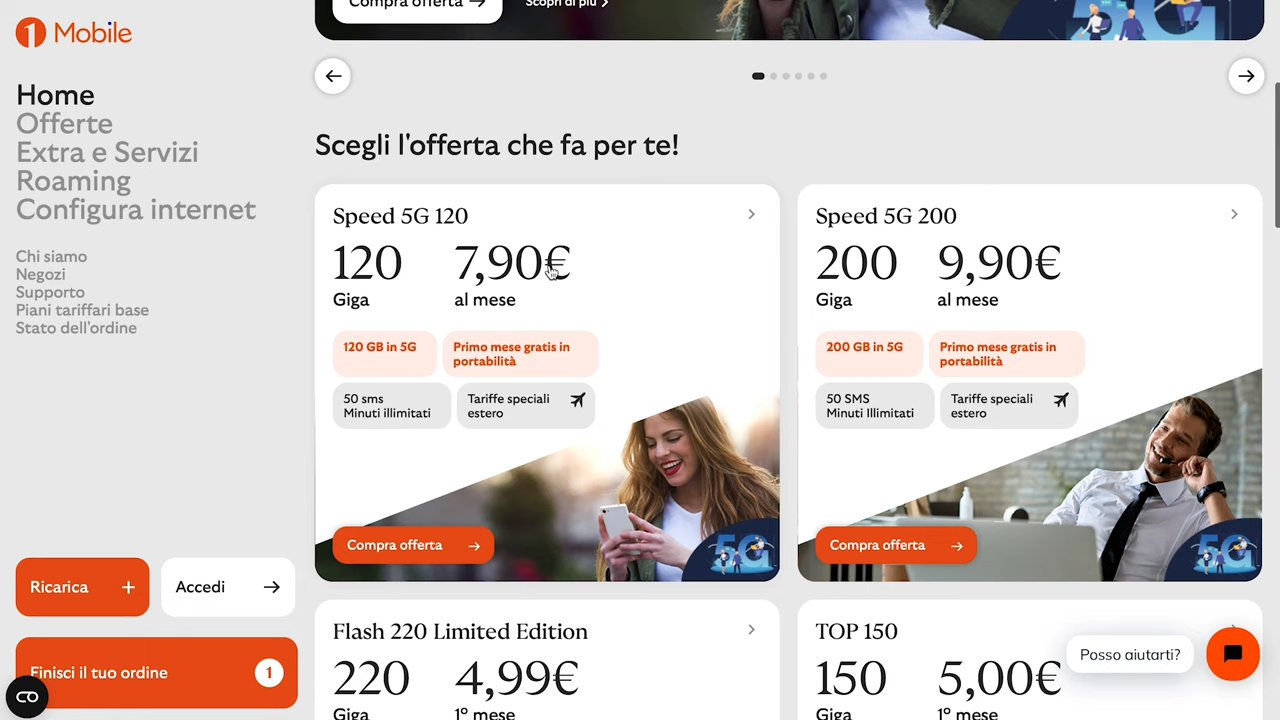 Compra offerta
Scopri di più
1 Mobile
Home
Offerte
Extra e Servizi
Roaming
Configura internet
Chi siamo
Negozi
Supporto
Piani tariffari base
Stato dell'ordine
Ricarica +
Accedi
Finisci il tuo ordine 1
Scegli l'offerta che fa per te!
Speed 5G 120
120 7,90€
Giga al mese
120 GB in 5G
Primo mese gratis in
portabilità
50 sms
Minuti illimitati
Tariffe speciali
estero
Compra offerta
5G
Speed 5G 200
200 9,90€
Giga al mese
200 GB in 5G
Primo mese gratis in
portabilità
50 SMS
Minuti Illimitati
Tariffe speciali
estero
Compra offerta
5G
Flash 220 Limited Edition
220 4,99€
Giga 1° mese
TOP 150
150 5,00€
Giga 1° mese
Posso aiutarti?